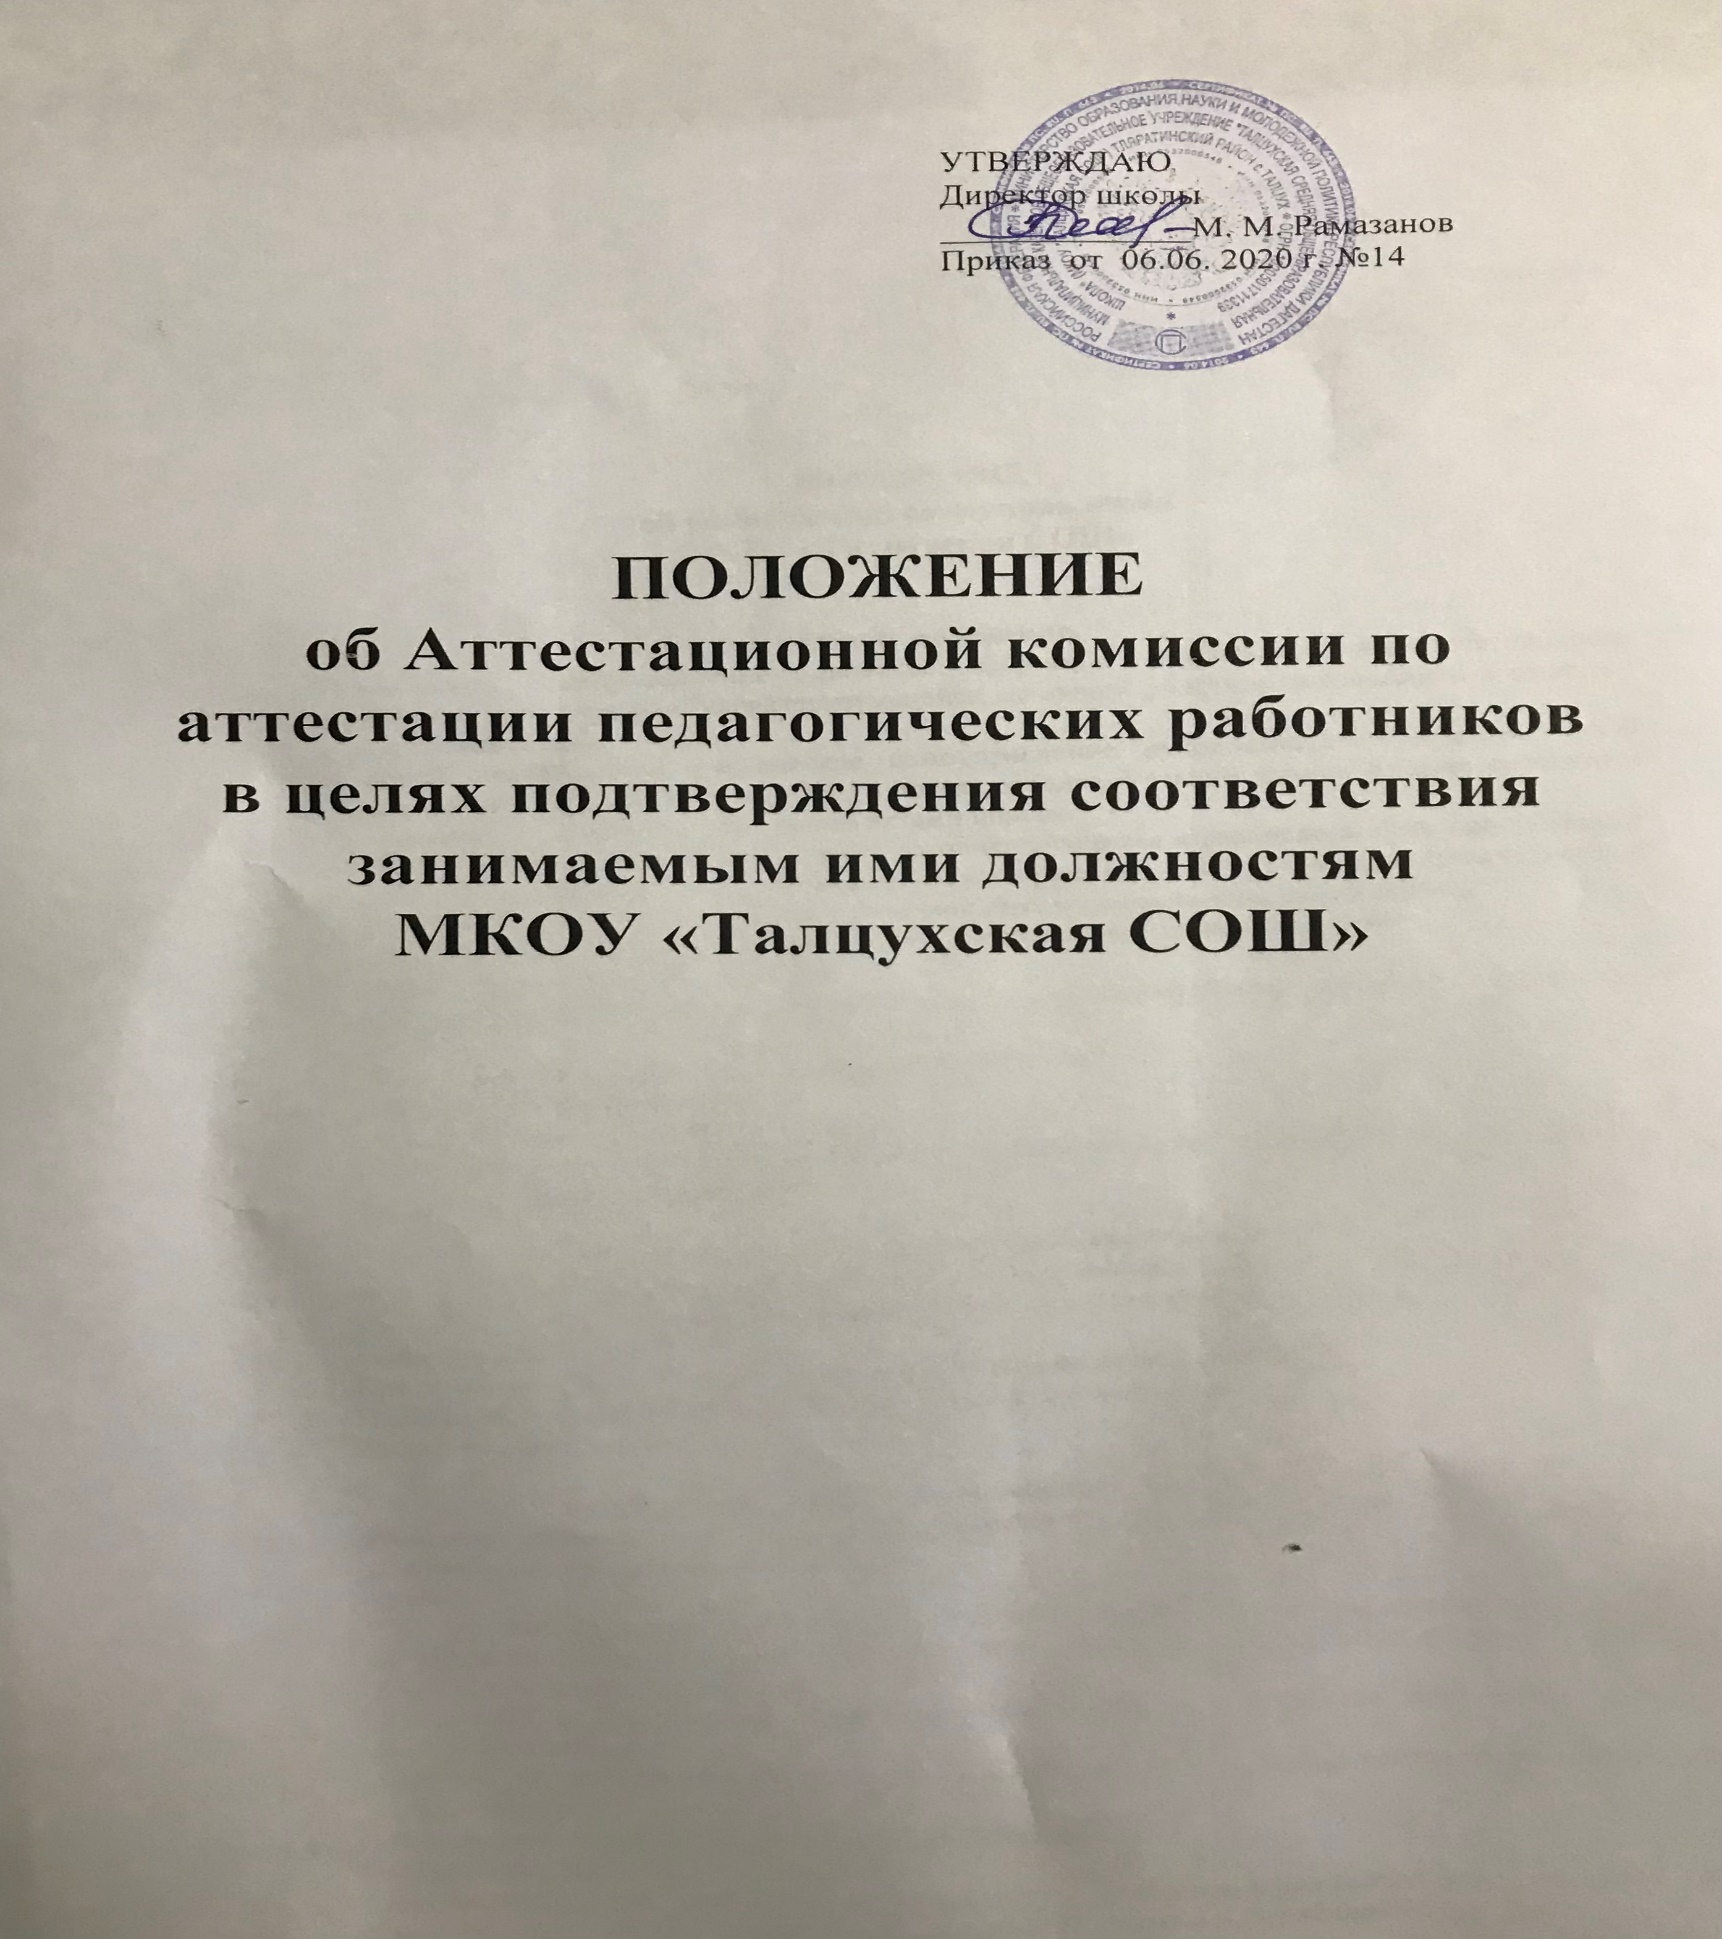 УТВЕРЖДАЮ
Директор школы
М. М. Рамазанов
Приказ от 06.06. 2020 г. №14
ПОЛОЖЕНИЕ
об Аттестационной комиссии по
аттестации педагогических работников
в целях подтверждения соответствия
занимаемым ими должностям
МКОУ «Талцухская СОШ»